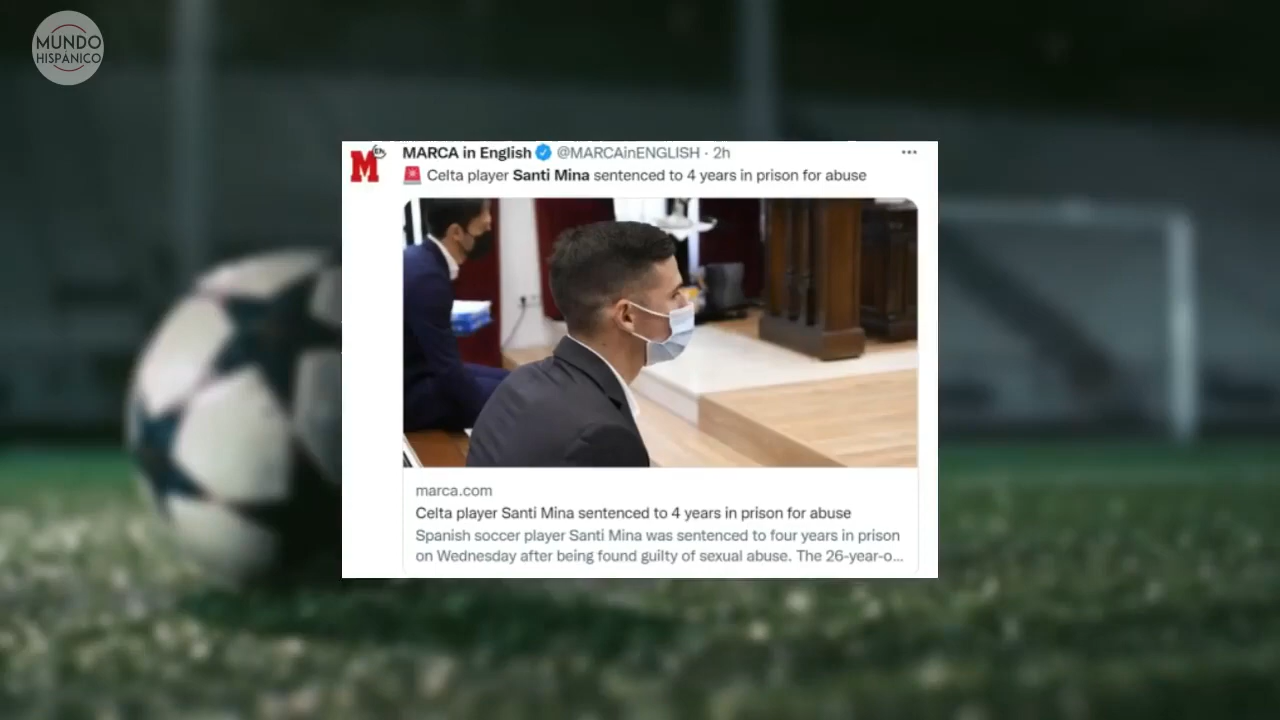 MUNDO
HISPANICO
M EN
MARCA in English @MARCAinENGLISH · 2h
Celta player Santi Mina sentenced to 4 years in prison for abuse
marca.com
Celta player Santi Mina sentenced to 4 years in prison for abuse
Spanish soccer player Santi Mina was sentenced to four years in prison
on Wednesday after being found guilty of sexual abuse. The 26-year-o...